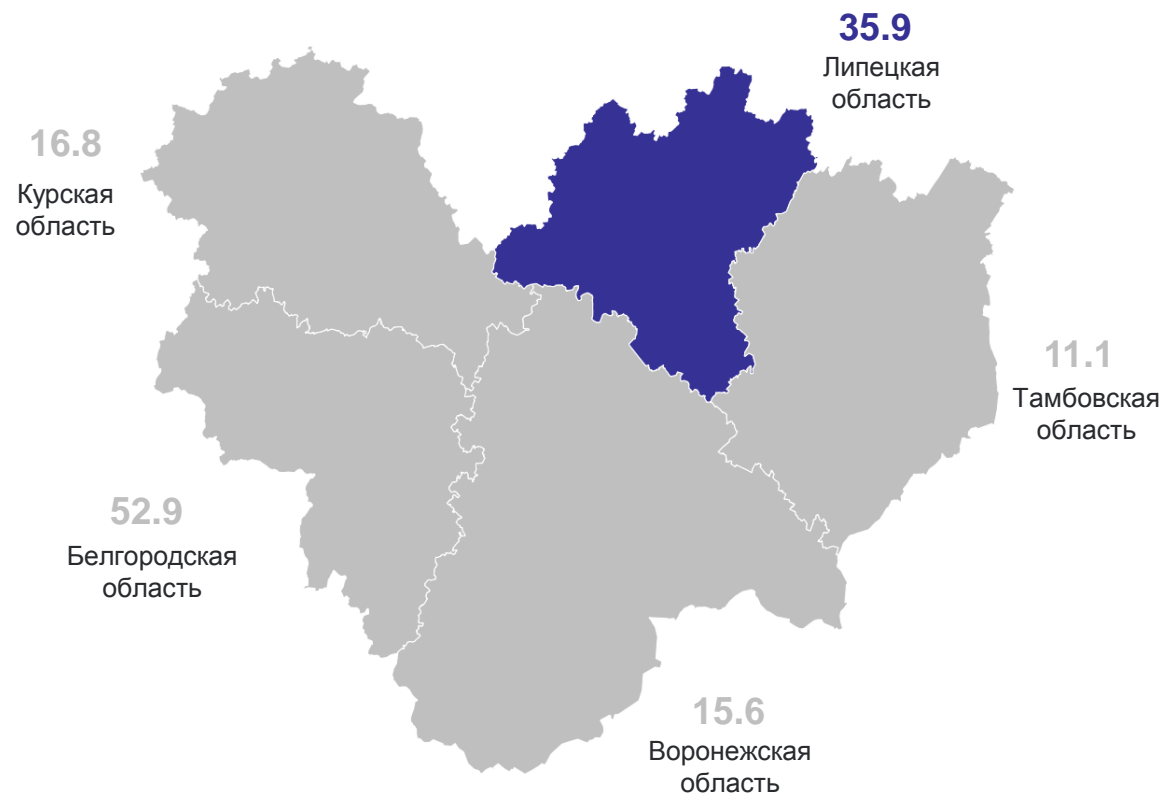 35.9
Липецкая
область
16.8
Курская
область
11.1
Тамбовская
область
52.9
Белгородская
область
15.6
Воронежская
область